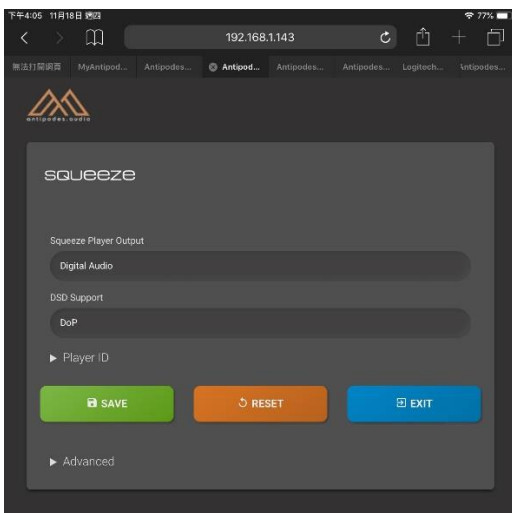 下午4:05 11月18日 週四
77%
192.168.1.143
無法打開網頁 MyAntipod... Antipodes... Antipod... Antipodes... Antipodes... Logitech... Antipodes...
antipodes.audio
squeeze
Squeeze Player Output
Digital Audio
DSD Support
DoP
▶ Player ID
SAVE RESET EXIT
▶ Advanced